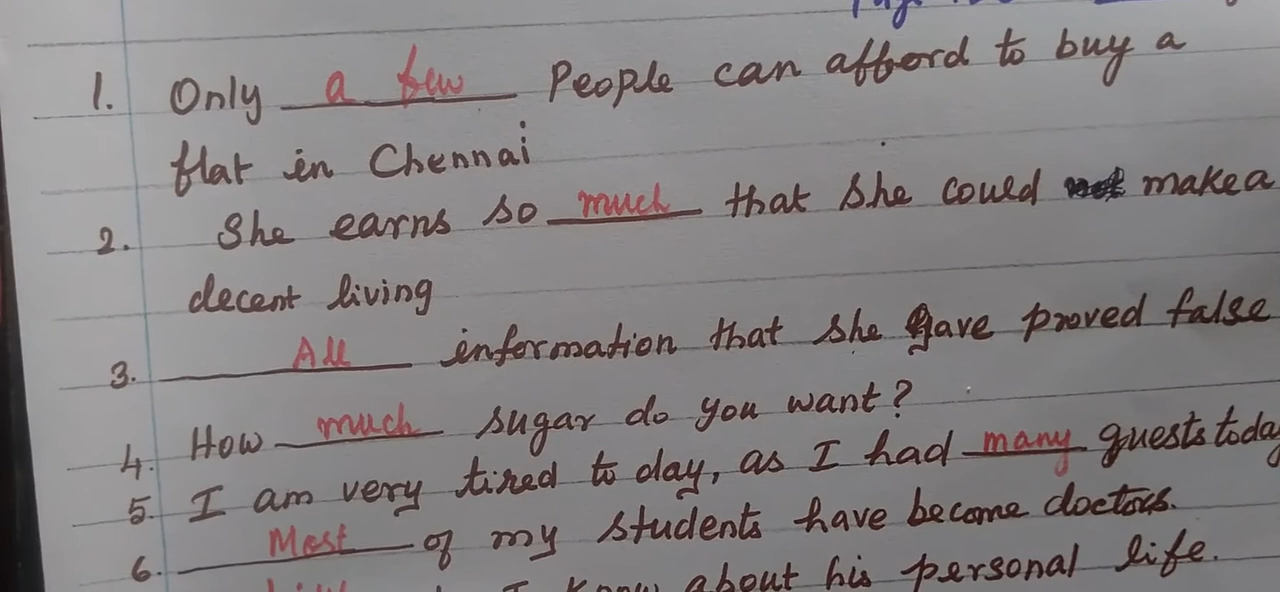 1. Only a few People can afford to buy a
flat in Chennai
2. She earns so much that she could make a
decent living
3. All information that she gave proved false
4. How much sugar do you want?
5. I am very tired to day, as I had many guests today
6. Most of my students have become doctors.
I know about his personal life.